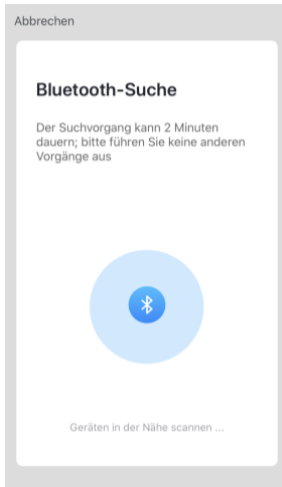 Abbrechen
Bluetooth-Suche
Der Suchvorgang kann 2 Minuten
dauern; bitte führen Sie keine anderen
Vorgänge aus
Geräten in der Nähe scannen ...